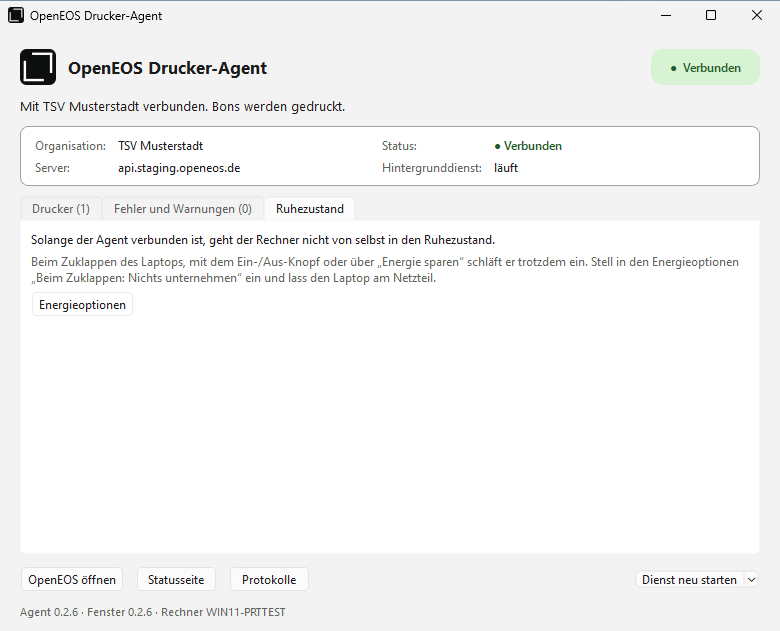 OpenEOS Drucker-Agent
OpenEOS Drucker-Agent
● Verbunden
Mit TSV Musterstadt verbunden. Bons werden gedruckt.
Organisation: TSV Musterstadt Status: ● Verbunden
Server: api.staging.openeos.de Hintergrunddienst: läuft
Drucker (1) Fehler und Warnungen (0) Ruhezustand
Solange der Agent verbunden ist, geht der Rechner nicht von selbst in den Ruhezustand.
Beim Zuklappen des Laptops, mit dem Ein-/Aus-Knopf oder über „Energie sparen“ schläft er trotzdem ein. Stell in den Energieoptionen
„Beim Zuklappen: Nichts unternehmen“ ein und lass den Laptop am Netzteil.
Energieoptionen
OpenEOS öffnen Statusseite Protokolle Dienst neu starten
Agent 0.2.6 · Fenster 0.2.6 · Rechner WIN11-PRTTEST